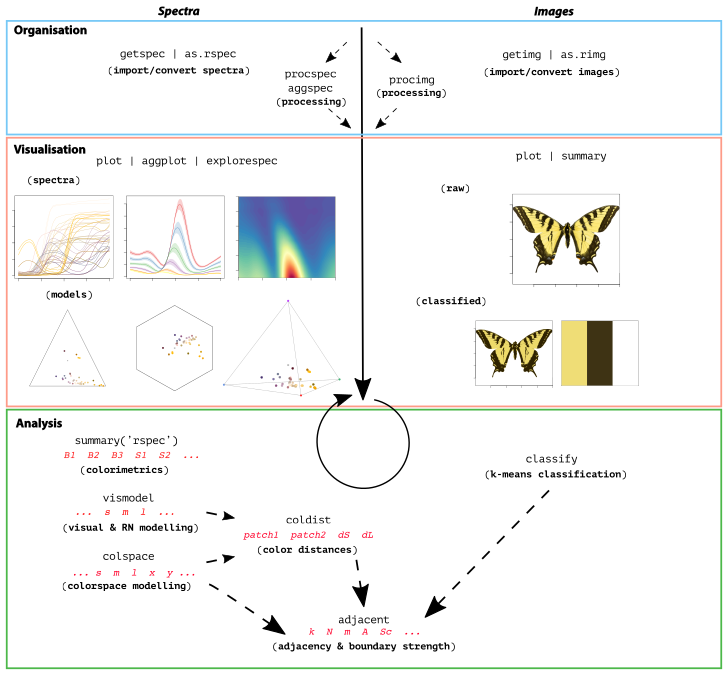 Spectra
Images
Organisation
getspec | as.rspec
(import/convert spectra)
procspec
aggspec
(processing)
procimg
(processing)
getimg | as.rimg
(import/convert images)
Visualisation
plot | aggplot | explorespec
(spectra)
(models)
plot | summary
(raw)
(classified)
Analysis
summary('rspec')
B1 B2 B3 S1 S2 ...
(colorimetrics)
vismodel
... s m l ...
(visual & RN modelling)
colspace
... s m l x y ...
(colorspace modelling)
coldist
patch1 patch2 dS dL
(color distances)
classify
(k-means classification)
adjacent
k N m A Sc ...
(adjacency & boundary strength)